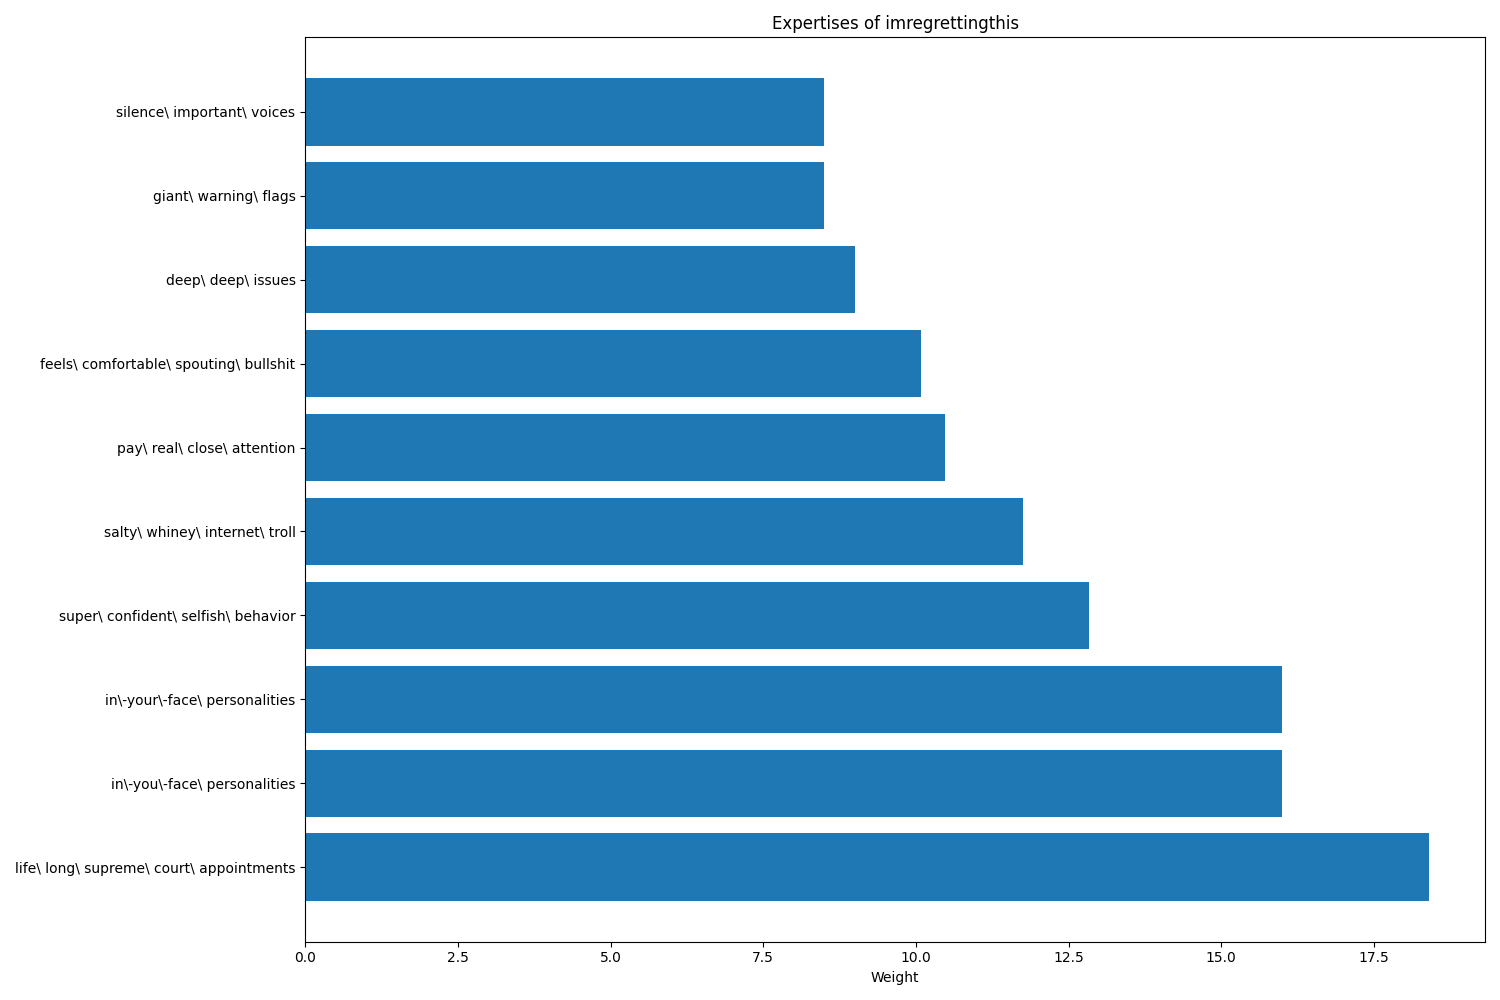 Expertises of imregrettingthis
silence\ important\ voices
giant\ warning\ flags
deep\ deep\ issues
feels\ comfortable\ spouting\ bullshit
pay\ real\ close\ attention
salty\ whiney\ internet\ troll
super\ confident\ selfish\ behavior
in\-your\-face\ personalities
in\-you\-face\ personalities
life\ long\ supreme\ court\ appointments
0.0 2.5 5.0 7.5 10.0 12.5 15.0 17.5
Weight